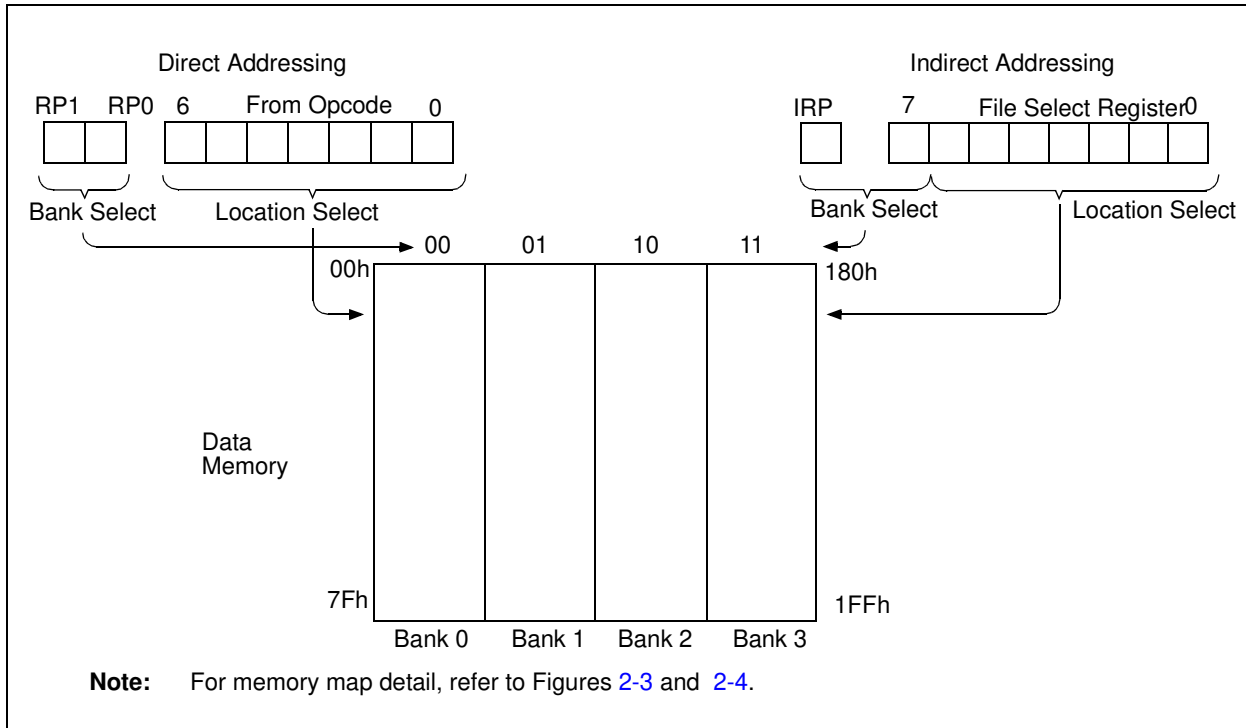 Direct Addressing
Indirect Addressing
RP1 RP0 6 From Opcode 0
IRP 7 File Select Register0
Bank Select Location Select
Bank Select Location Select
00 01 10 11
00h 180h
Data
Memory
7Fh 1FFh
Bank 0 Bank 1 Bank 2 Bank 3
Note: For memory map detail, refer to Figures 2-3 and 2-4.